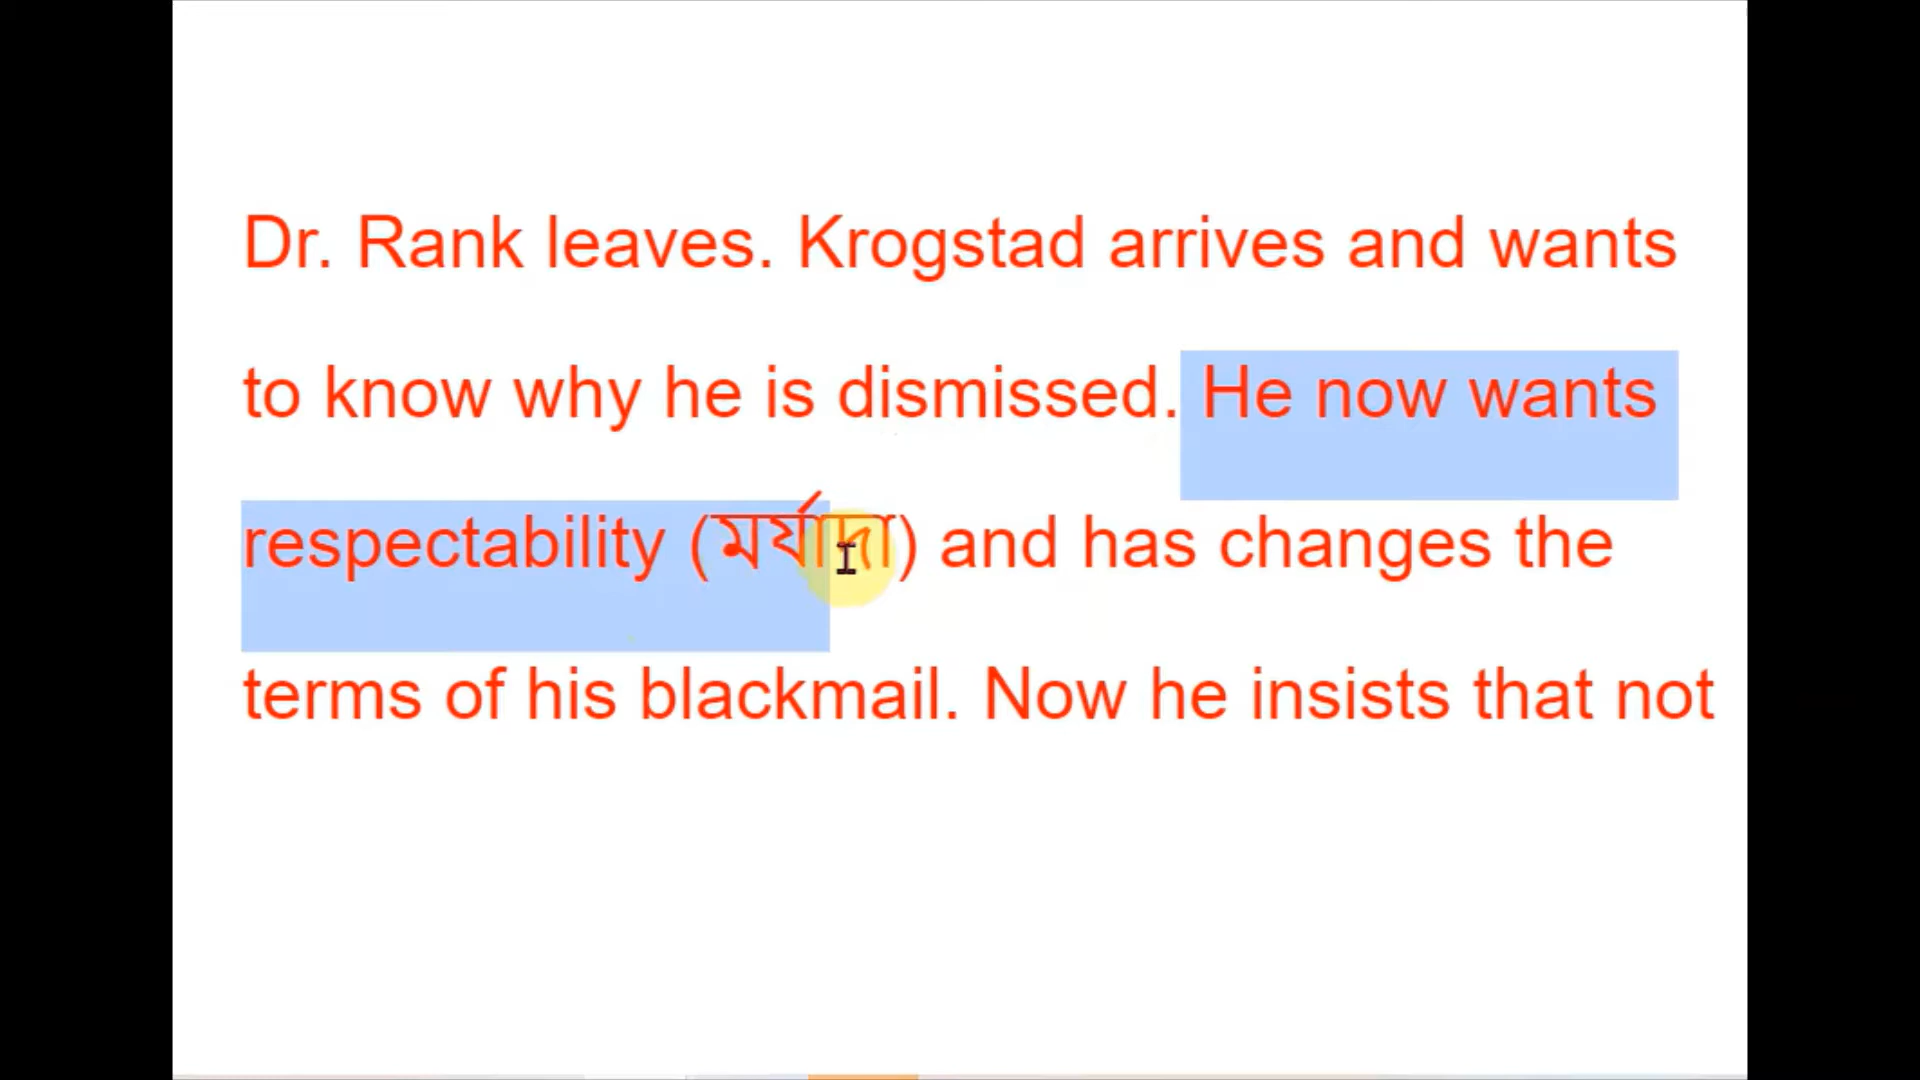 Dr. Rank leaves. Krogstad arrives and wants
to know why he is dismissed. He now wants
respectability (মর্যাদা) and has changes the
terms of his blackmail. Now he insists that not